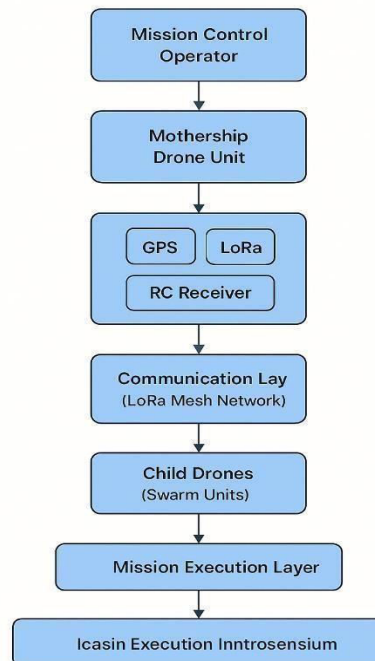 Mission Control
Operator
Mothership
Drone Unit
GPS
LoRa
RC Receiver
Communication Lay
(LoRa Mesh Network)
Child Drones
(Swarm Units)
Mission Execution Layer
Icasin Execution Inntrosensium